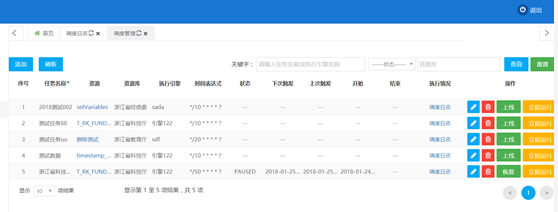 退出
首页 调度日志 调度管理
添加 刷新 关键字： 请输入任务名称或执行引擎名称 ------状态------ 资源库 查询 重置
序号 任务名称 资源 资源库 执行引擎 时间表达式 状态 下次触发 上次触发 开始 结束 执行情况 操作
1 2018测试002 setVariables 浙江省经信委 sada */10 * * * * ? -- -- -- -- -- 调度日志 上线 立即运行
2 测试任务88 T_RK_FUND... 浙江省科技厅 引擎122 */10 * * * * ? -- -- -- -- -- 调度日志 上线 立即运行
3 测试任务uu 删除测试 浙江省教育厅 sdf */20 * * * * ? -- -- -- -- -- 调度日志 上线 立即运行
4 测试数据 timestamp_... 浙江省科技厅 引擎122 */10 * * * * ? -- -- -- -- -- 调度日志 上线 立即运行
5 浙江省科技... T_RK_FUND... 浙江省科技厅 引擎122 */50 * * * * ? PAUSED 2018-01-25... 2018-01-25... 2018-01-24... -- 调度日志 恢复 立即运行
显示 10 项结果 显示第 1 至 5 项结果，共 5 项 < 1 >